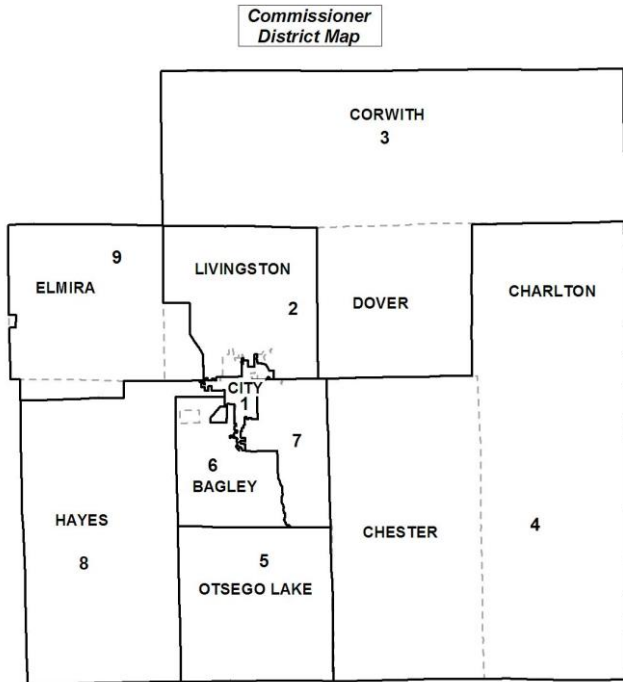 Commissioner
District Map
CORWITH
3
9
LIVINGSTON
ELMIRA
2
DOVER
CHARLTON
CITY
1
7
6
BAGLEY
HAYES
8
CHESTER
4
5
OTSEGO LAKE